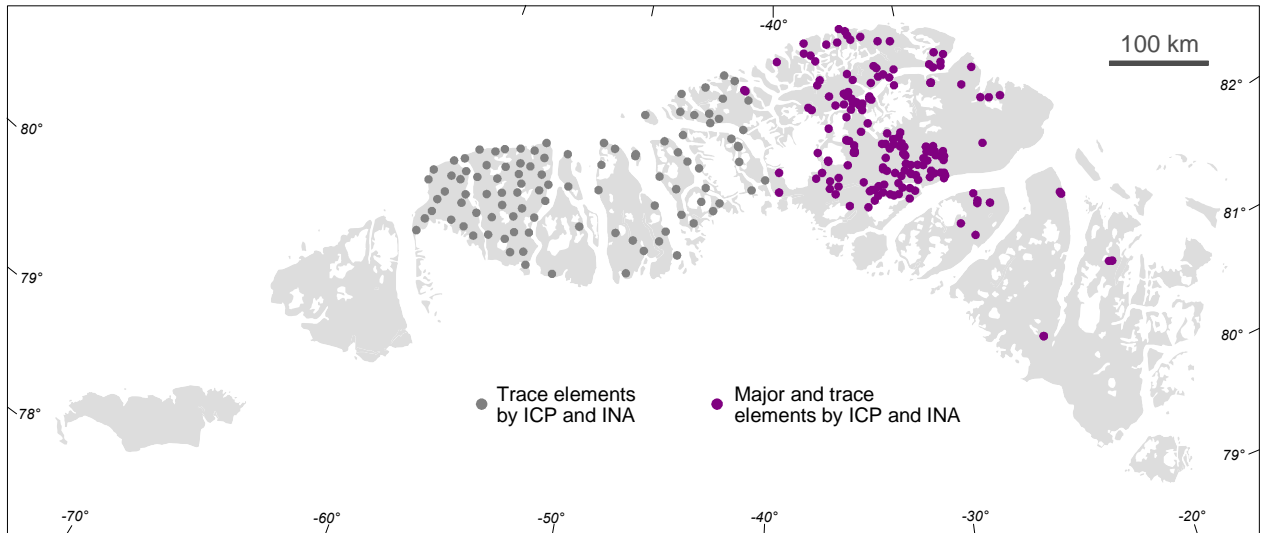 -40°
100 km
82°
80°
81°
79°
80°
Trace elements
by ICP and INA
Major and trace
elements by ICP and INA
78°
79°
-70°
-60°
-50°
-40°
-30°
-20°